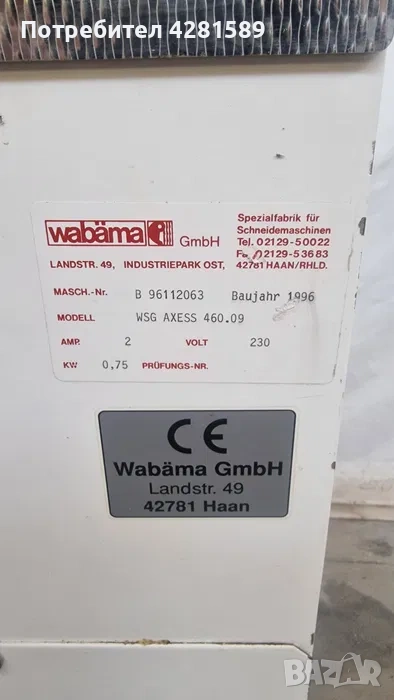 Потребител 4281589
wabäma GmbH
Spezialfabrik für
Schneidemaschinen
Tel. 02129-50022
02129-53683
LANDSTR. 49, INDUSTRIEPARK OST, 42781 HAAN/RHLD.
MASCH.-Nr. B 96112063 Baujahr 1996
MODELL WSG AXESS 460.09
AMP. 2 VOLT 230
KW 0,75 PRÜFUNGS-NR.
CE
Wabäma GmbH
Landstr. 49
42781 Haan
BAZAR